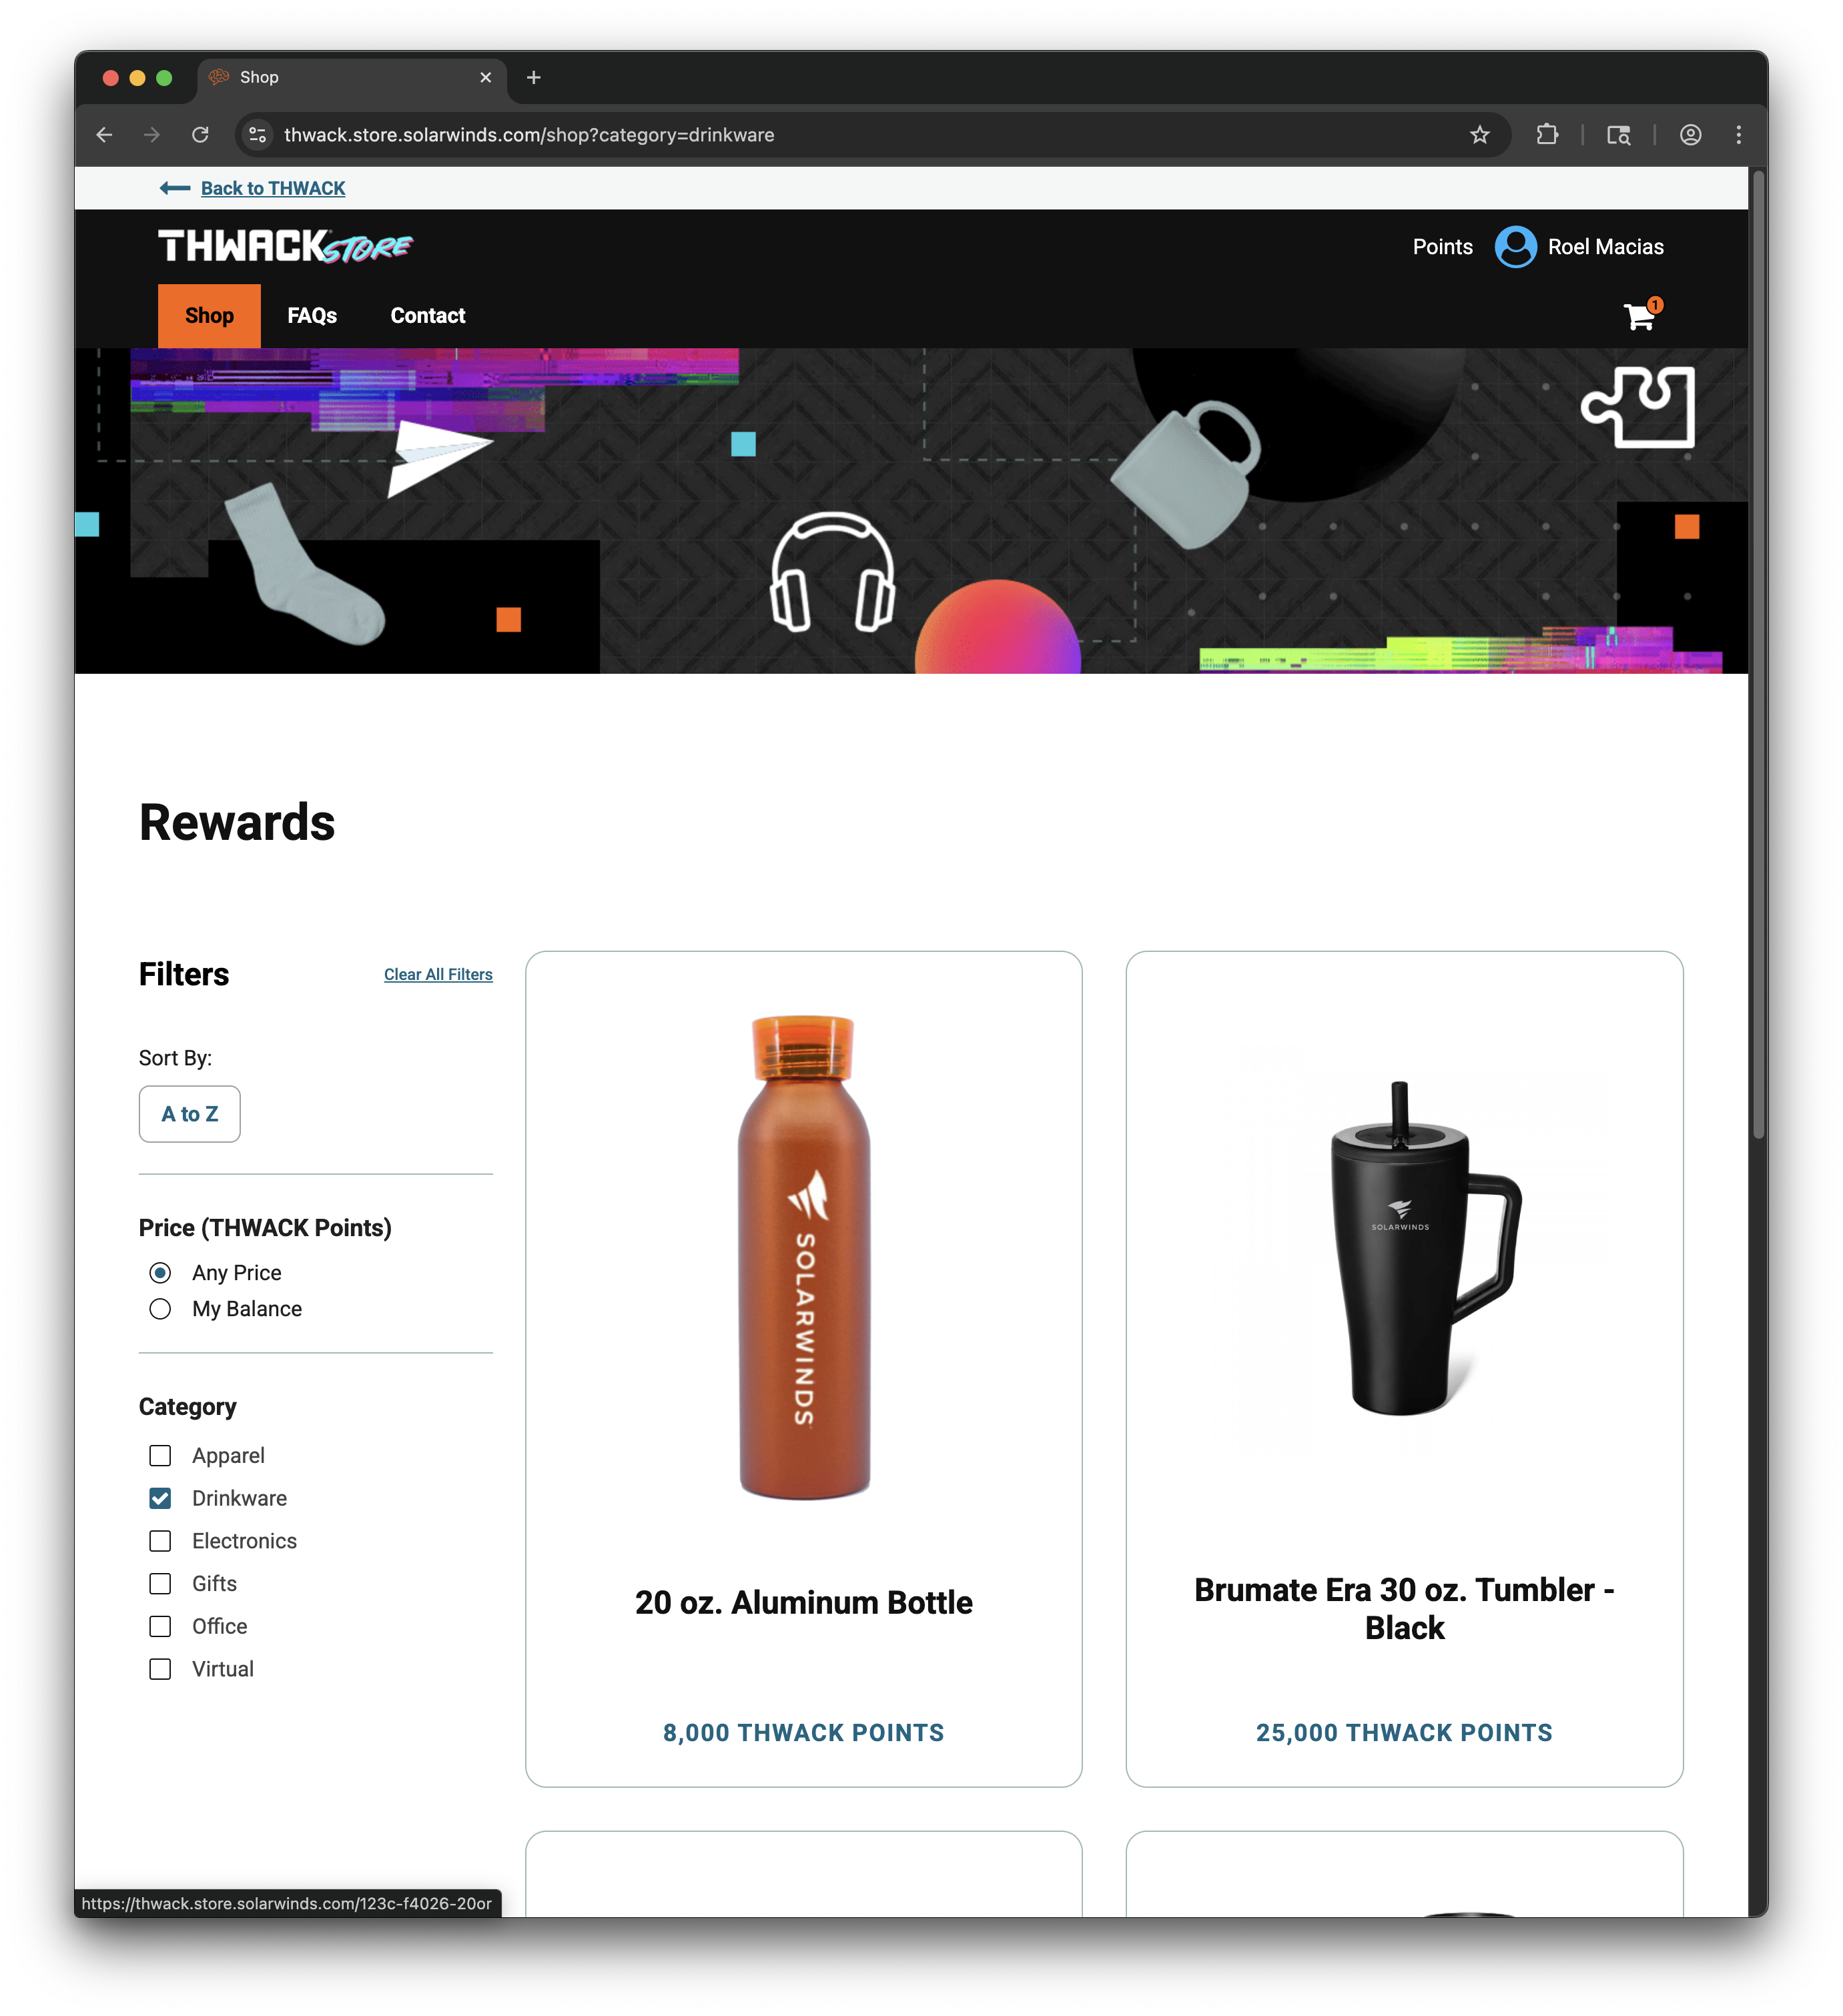 Shop
thwack.store.solarwinds.com/shop?category=drinkware
Back to THWACK
THWACK STORE
Points
Roel Macias
Shop
FAQs
Contact
1
Rewards
Filters
Clear All Filters
Sort By:
A to Z
Price (THWACK Points)
Any Price
My Balance
Category
Apparel
Drinkware
Electronics
Gifts
Office
Virtual
SOLARWINDS
20 oz. Aluminum Bottle
8,000 THWACK POINTS
SOLARWINDS
Brumate Era 30 oz. Tumbler -
Black
25,000 THWACK POINTS
https://thwack.store.solarwinds.com/123c-f4026-20or